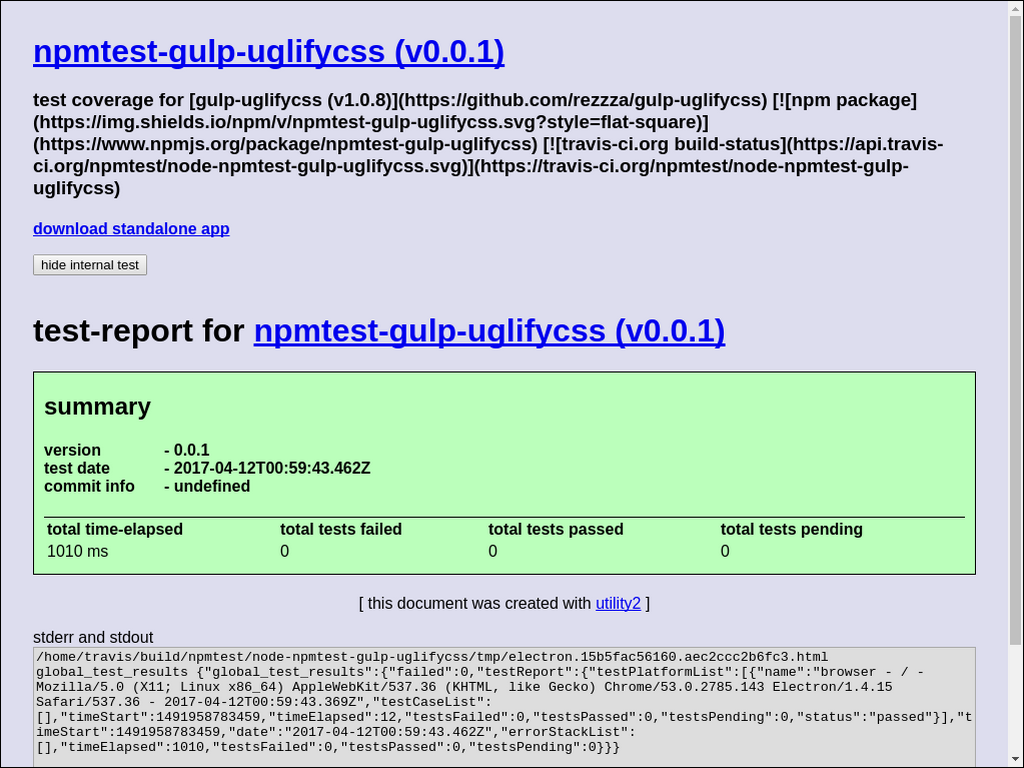 npmtest-gulp-uglifycss (v0.0.1)
test coverage for [gulp-uglifycss (v1.0.8)](https://github.com/rezzza/gulp-uglifycss) [![npm package]
(https://img.shields.io/npm/v/npmtest-gulp-uglifycss.svg?style=flat-square)]
(https://www.npmjs.org/package/npmtest-gulp-uglifycss) [![travis-ci.org build-status](https://api.travis-
ci.org/npmtest/node-npmtest-gulp-uglifycss.svg)](https://travis-ci.org/npmtest/node-npmtest-gulp-
uglifycss)
download standalone app
hide internal test
test-report for npmtest-gulp-uglifycss (v0.0.1)
summary
version - 0.0.1
test date - 2017-04-12T00:59:43.462Z
commit info - undefined
total time-elapsed total tests failed total tests passed total tests pending
1010 ms 0 0 0
[ this document was created with utility2 ]
stderr and stdout
/home/travis/build/npmtest/node-npmtest-gulp-uglifycss/tmp/electron.15b5fac56160.aec2ccc2b6fc3.html
global_test_results {"global_test_results":{"failed":0,"testReport":{"testPlatformList":[{"name":"browser - / -
Mozilla/5.0 (X11; Linux x86_64) AppleWebKit/537.36 (KHTML, like Gecko) Chrome/53.0.2785.143 Electron/1.4.15
Safari/537.36 - 2017-04-12T00:59:43.369Z","testCaseList":
[],"timeStart":1491958783459,"timeElapsed":12,"testsFailed":0,"testsPassed":0,"testsPending":0,"status":"passed"}],"t
imeStart":1491958783459,"date":"2017-04-12T00:59:43.462Z","errorStackList":
[],"timeElapsed":1010,"testsFailed":0,"testsPassed":0,"testsPending":0}}}